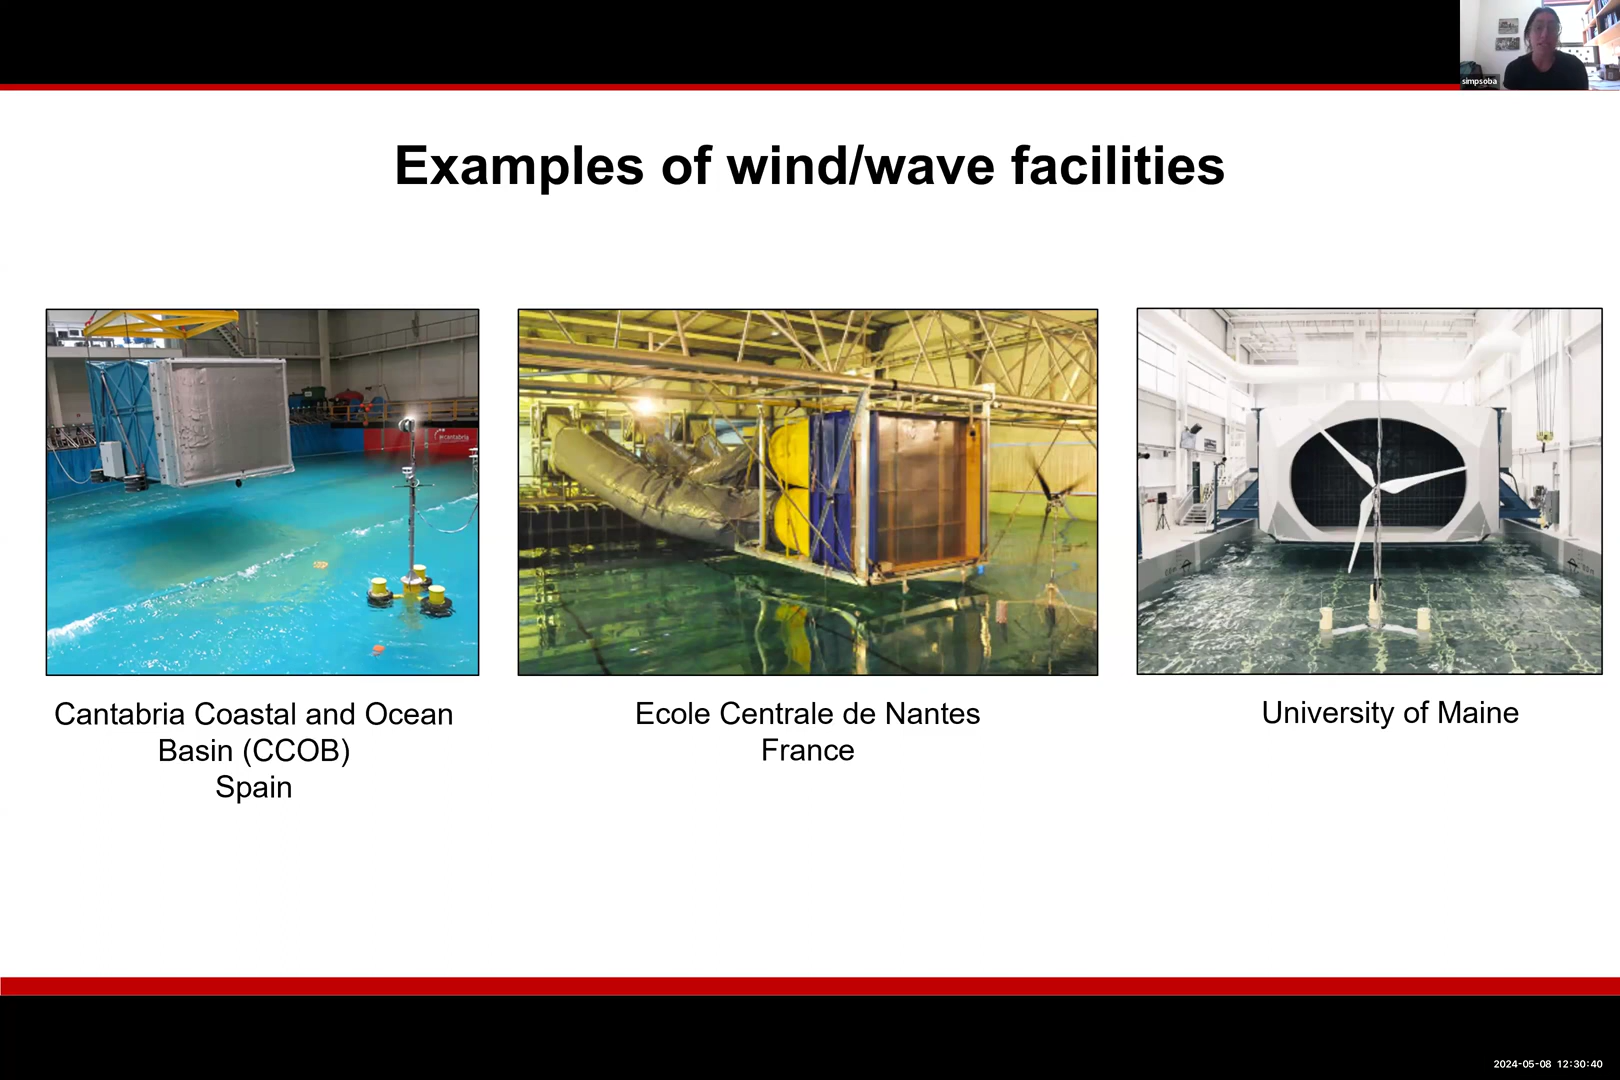 simpsoba
Examples of wind/wave facilities
Cantabria Coastal and Ocean
Basin (CCOB)
Spain
Ecole Centrale de Nantes
France
University of Maine
2024-05-08 12:30:40